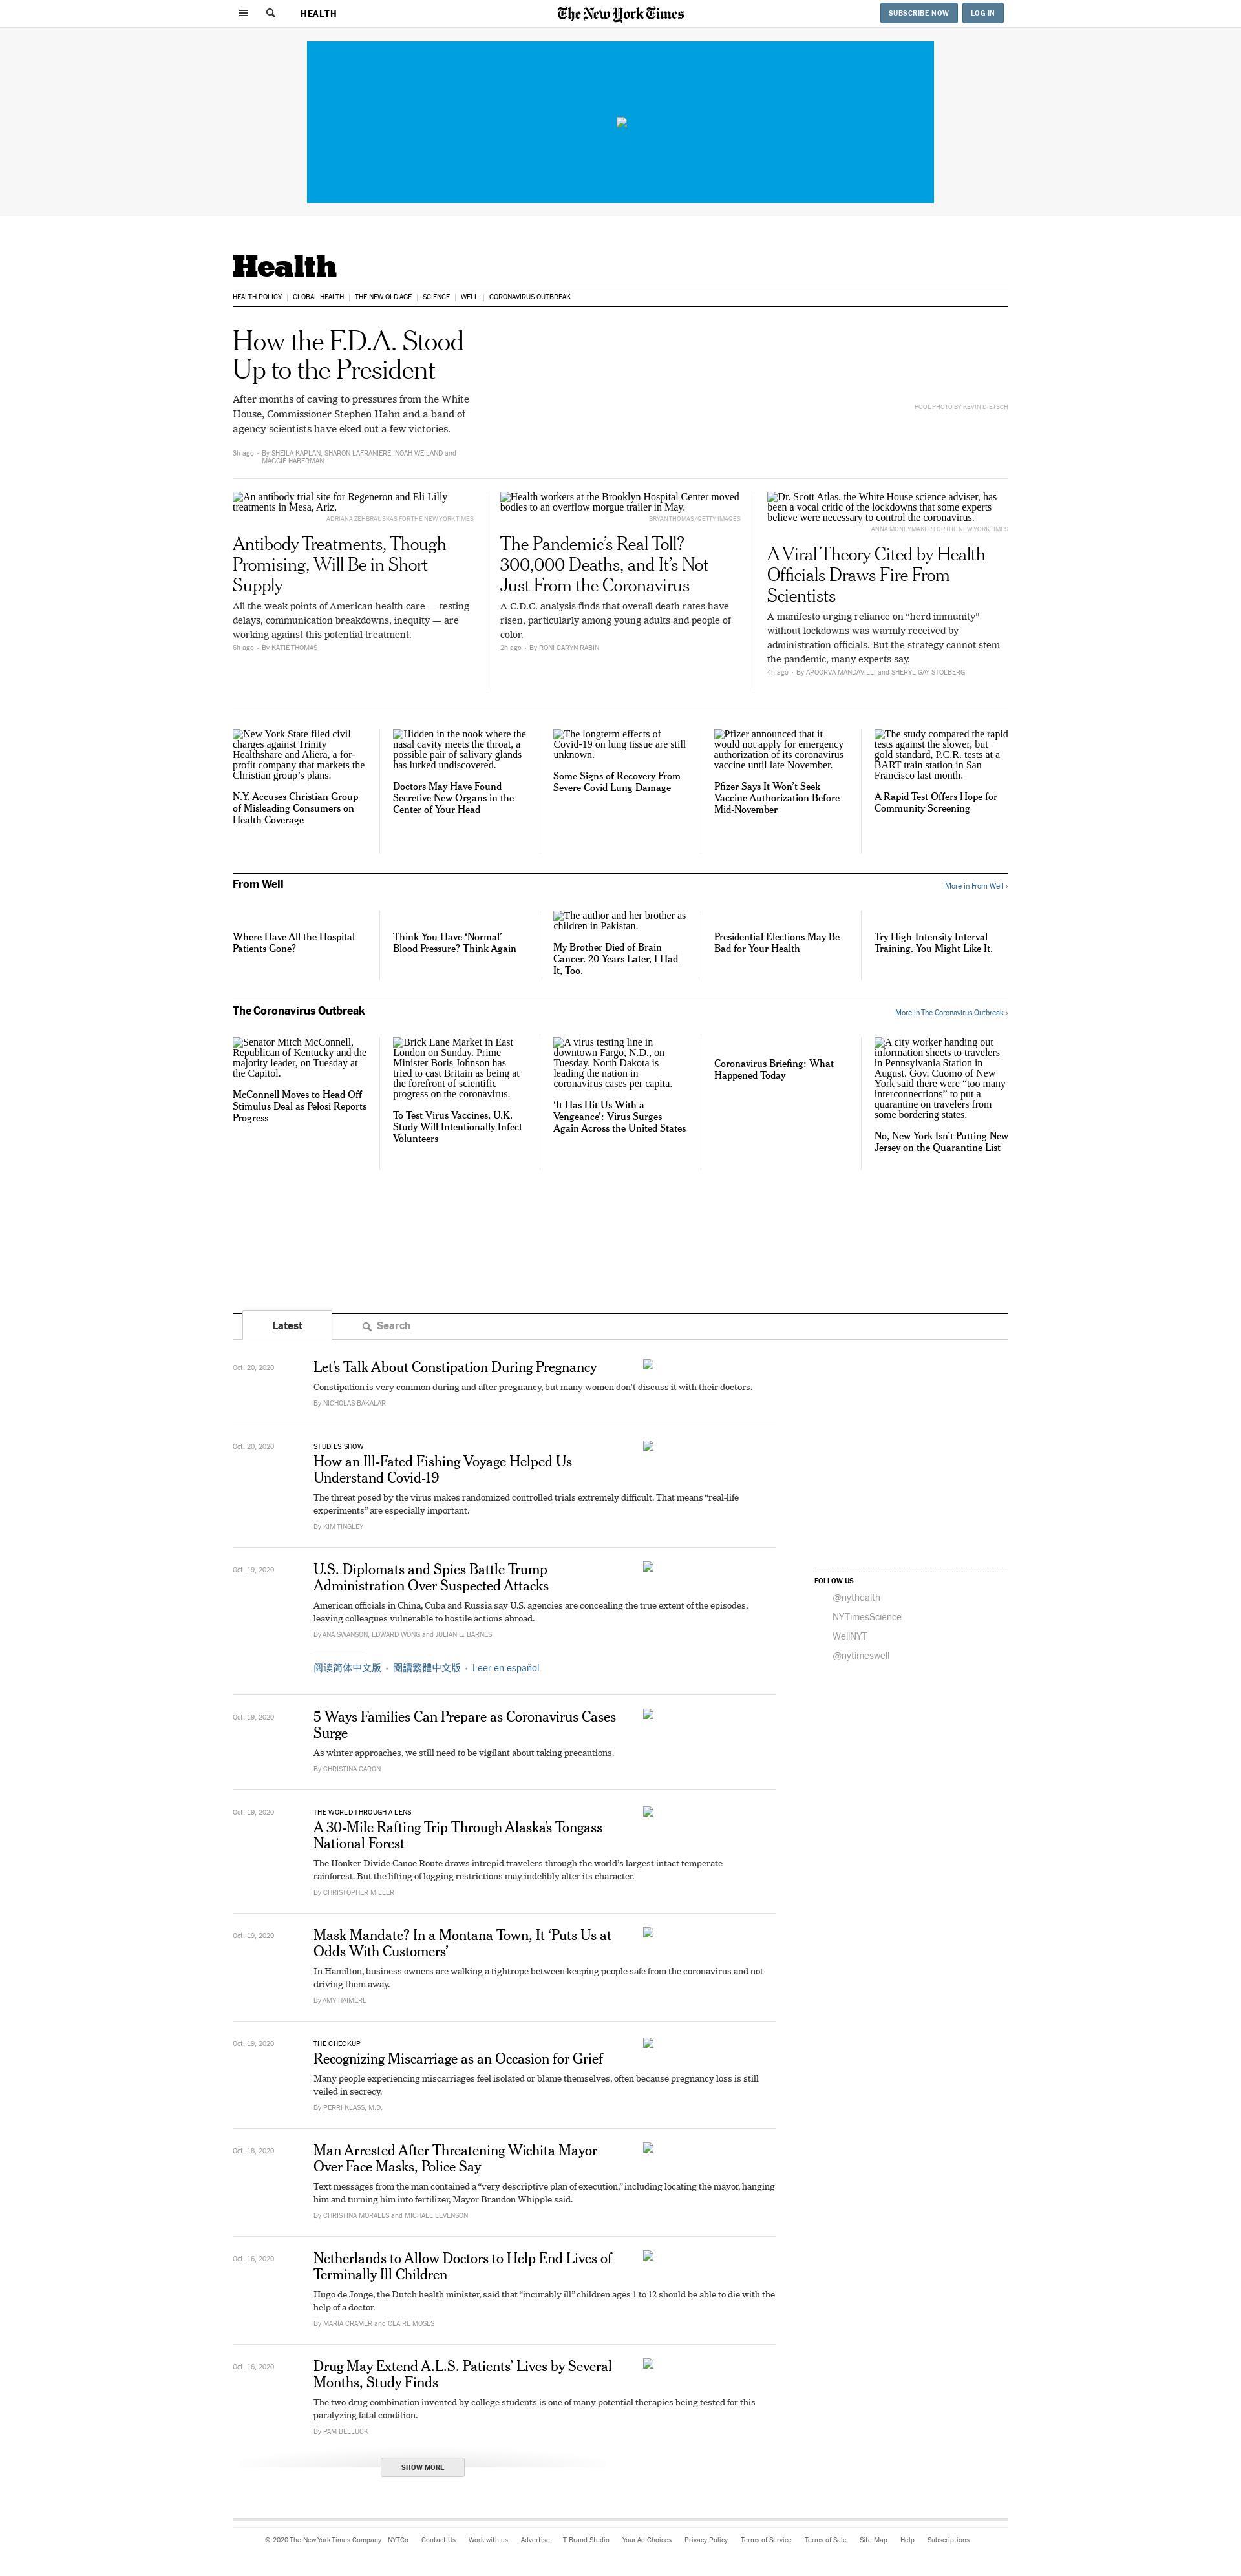 HEALTH
The New York Times
SUBSCRIBE NOW
LOG IN
Health
HEALTH POLICY
GLOBAL HEALTH
THE NEW OLD AGE
SCIENCE
WELL
CORONAVIRUS OUTBREAK
How the F.D.A. Stood
Up to the President
After months of caving to pressures from the White
House, Commissioner Stephen Hahn and a band of
agency scientists have eked out a few victories.
3h ago • By SHEILA KAPLAN, SHARON LAFRANIERE, NOAH WEILAND and
MAGGIE HABERMAN
POOL PHOTO BY KEVIN DIETSCH
An antibody trial site for Regeneron and Eli Lilly
treatments in Mesa, Ariz.
ADRIANA ZEHBRAUSKAS FOR THE NEW YORK TIMES
Antibody Treatments, Though
Promising, Will Be in Short
Supply
All the weak points of American health care — testing
delays, communication breakdowns, inequity — are
working against this potential treatment.
6h ago • By KATIE THOMAS
Health workers at the Brooklyn Hospital Center moved
bodies to an overflow morgue trailer in May.
BRYAN THOMAS/GETTY IMAGES
The Pandemic’s Real Toll?
300,000 Deaths, and It’s Not
Just From the Coronavirus
A C.D.C. analysis finds that overall death rates have
risen, particularly among young adults and people of
color.
2h ago • By RONI CARYN RABIN
Dr. Scott Atlas, the White House science adviser, has
been a vocal critic of the lockdowns that some experts
believe were necessary to control the coronavirus.
ANNA MONEYMAKER FOR THE NEW YORK TIMES
A Viral Theory Cited by Health
Officials Draws Fire From
Scientists
A manifesto urging reliance on “herd immunity”
without lockdowns was warmly received by
administration officials. But the strategy cannot stem
the pandemic, many experts say.
4h ago • By APOORVA MANDAVILLI and SHERYL GAY STOLBERG
New York State filed civil
charges against Trinity
Healthshare and Aliera, a for-
profit company that markets the
Christian group’s plans.
N.Y. Accuses Christian Group
of Misleading Consumers on
Health Coverage
Hidden in the nook where the
nasal cavity meets the throat, a
possible pair of salivary glands
has lurked undiscovered.
Doctors May Have Found
Secretive New Organs in the
Center of Your Head
The longterm effects of
Covid-19 on lung tissue are still
unknown.
Some Signs of Recovery From
Severe Covid Lung Damage
Pfizer announced that it
would not apply for emergency
authorization of its coronavirus
vaccine until late November.
Pfizer Says It Won’t Seek
Vaccine Authorization Before
Mid-November
The study compared the rapid
tests against the slower, but
gold standard, P.C.R. tests at a
BART train station in San
Francisco last month.
A Rapid Test Offers Hope for
Community Screening
From Well
More in From Well ›
Where Have All the Hospital
Patients Gone?
Think You Have ‘Normal’
Blood Pressure? Think Again
The author and her brother as
children in Pakistan.
My Brother Died of Brain
Cancer. 20 Years Later, I Had
It, Too.
Presidential Elections May Be
Bad for Your Health
Try High-Intensity Interval
Training. You Might Like It.
The Coronavirus Outbreak
More in The Coronavirus Outbreak ›
Senator Mitch McConnell,
Republican of Kentucky and the
majority leader, on Tuesday at
the Capitol.
McConnell Moves to Head Off
Stimulus Deal as Pelosi Reports
Progress
Brick Lane Market in East
London on Sunday. Prime
Minister Boris Johnson has
tried to cast Britain as being at
the forefront of scientific
progress on the coronavirus.
To Test Virus Vaccines, U.K.
Study Will Intentionally Infect
Volunteers
A virus testing line in
downtown Fargo, N.D., on
Tuesday. North Dakota is
leading the nation in
coronavirus cases per capita.
‘It Has Hit Us With a
Vengeance’: Virus Surges
Again Across the United States
Coronavirus Briefing: What
Happened Today
A city worker handing out
information sheets to travelers
in Pennsylvania Station in
August. Gov. Cuomo of New
York said there were “too many
interconnections” to put a
quarantine on travelers from
some bordering states.
No, New York Isn’t Putting New
Jersey on the Quarantine List
Latest
Search
Oct. 20, 2020
Let’s Talk About Constipation During Pregnancy
Constipation is very common during and after pregnancy, but many women don’t discuss it with their doctors.
By NICHOLAS BAKALAR
Oct. 20, 2020
STUDIES SHOW
How an Ill-Fated Fishing Voyage Helped Us
Understand Covid-19
The threat posed by the virus makes randomized controlled trials extremely difficult. That means “real-life
experiments” are especially important.
By KIM TINGLEY
Oct. 19, 2020
U.S. Diplomats and Spies Battle Trump
Administration Over Suspected Attacks
American officials in China, Cuba and Russia say U.S. agencies are concealing the true extent of the episodes,
leaving colleagues vulnerable to hostile actions abroad.
By ANA SWANSON, EDWARD WONG and JULIAN E. BARNES
阅读简体中文版 • 閱讀繁體中文版 • Leer en español
FOLLOW US
@nythealth
NYTimesScience
WellNYT
@nytimeswell
Oct. 19, 2020
5 Ways Families Can Prepare as Coronavirus Cases
Surge
As winter approaches, we still need to be vigilant about taking precautions.
By CHRISTINA CARON
Oct. 19, 2020
THE WORLD THROUGH A LENS
A 30-Mile Rafting Trip Through Alaska’s Tongass
National Forest
The Honker Divide Canoe Route draws intrepid travelers through the world’s largest intact temperate
rainforest. But the lifting of logging restrictions may indelibly alter its character.
By CHRISTOPHER MILLER
Oct. 19, 2020
Mask Mandate? In a Montana Town, It ‘Puts Us at
Odds With Customers’
In Hamilton, business owners are walking a tightrope between keeping people safe from the coronavirus and not
driving them away.
By AMY HAIMERL
Oct. 19, 2020
THE CHECKUP
Recognizing Miscarriage as an Occasion for Grief
Many people experiencing miscarriages feel isolated or blame themselves, often because pregnancy loss is still
veiled in secrecy.
By PERRI KLASS, M.D.
Oct. 18, 2020
Man Arrested After Threatening Wichita Mayor
Over Face Masks, Police Say
Text messages from the man contained a “very descriptive plan of execution,” including locating the mayor, hanging
him and turning him into fertilizer, Mayor Brandon Whipple said.
By CHRISTINA MORALES and MICHAEL LEVENSON
Oct. 16, 2020
Netherlands to Allow Doctors to Help End Lives of
Terminally Ill Children
Hugo de Jonge, the Dutch health minister, said that “incurably ill” children ages 1 to 12 should be able to die with the
help of a doctor.
By MARIA CRAMER and CLAIRE MOSES
Oct. 16, 2020
Drug May Extend A.L.S. Patients’ Lives by Several
Months, Study Finds
The two-drug combination invented by college students is one of many potential therapies being tested for this
paralyzing fatal condition.
By PAM BELLUCK
SHOW MORE
© 2020 The New York Times Company
NYTCo
Contact Us
Work with us
Advertise
T Brand Studio
Your Ad Choices
Privacy Policy
Terms of Service
Terms of Sale
Site Map
Help
Subscriptions